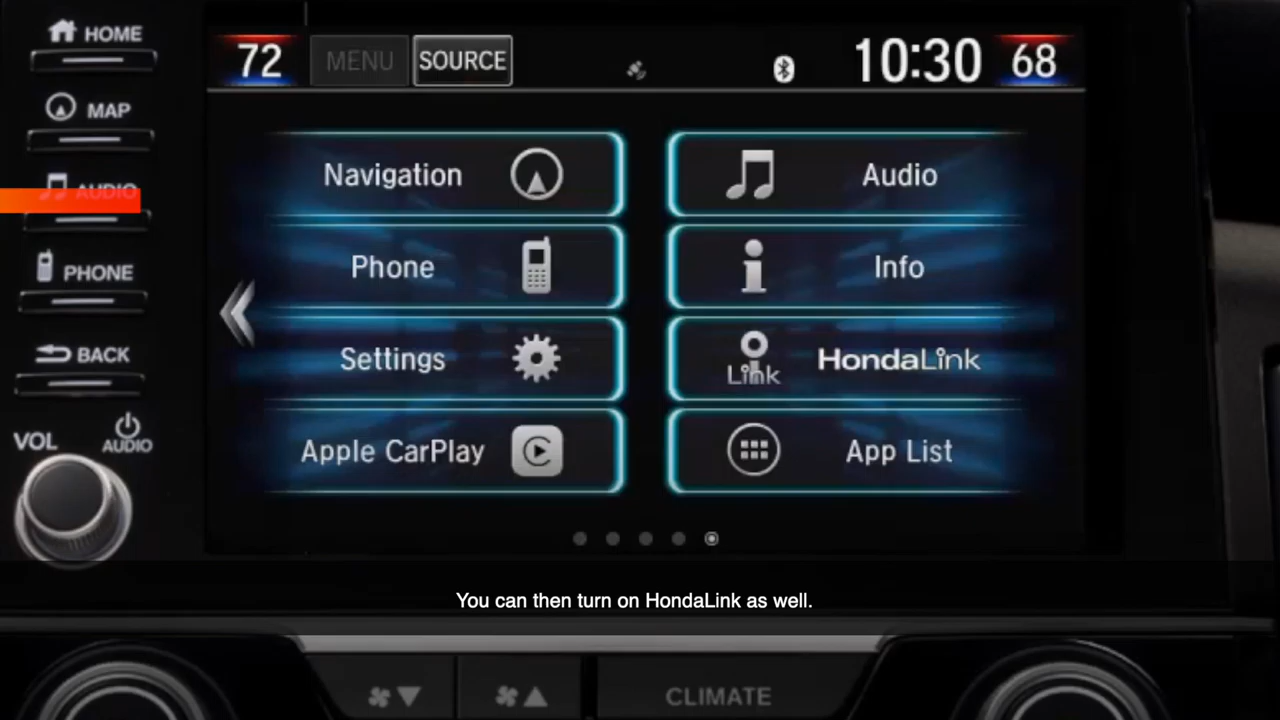 HOME
MAP
AUDIO
PHONE
BACK
VOL
AUDIO
72
MENU
SOURCE
10:30
68
Navigation
Audio
Phone
Info
Settings
Link
HondaLink
Apple CarPlay
App List
You can then turn on HondaLink as well.
CLIMATE